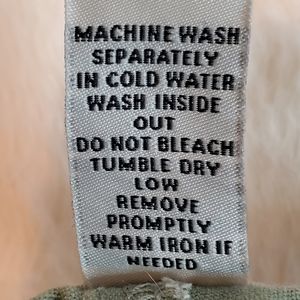 MACHINE WASH
SEPARATELY
IN COLD WATER
WASH INSIDE
OUT
DO NOT BLEACH
TUMBLE DRY
LOW
REMOVE
PROMPTLY
WARM IRON IF
NEEDED